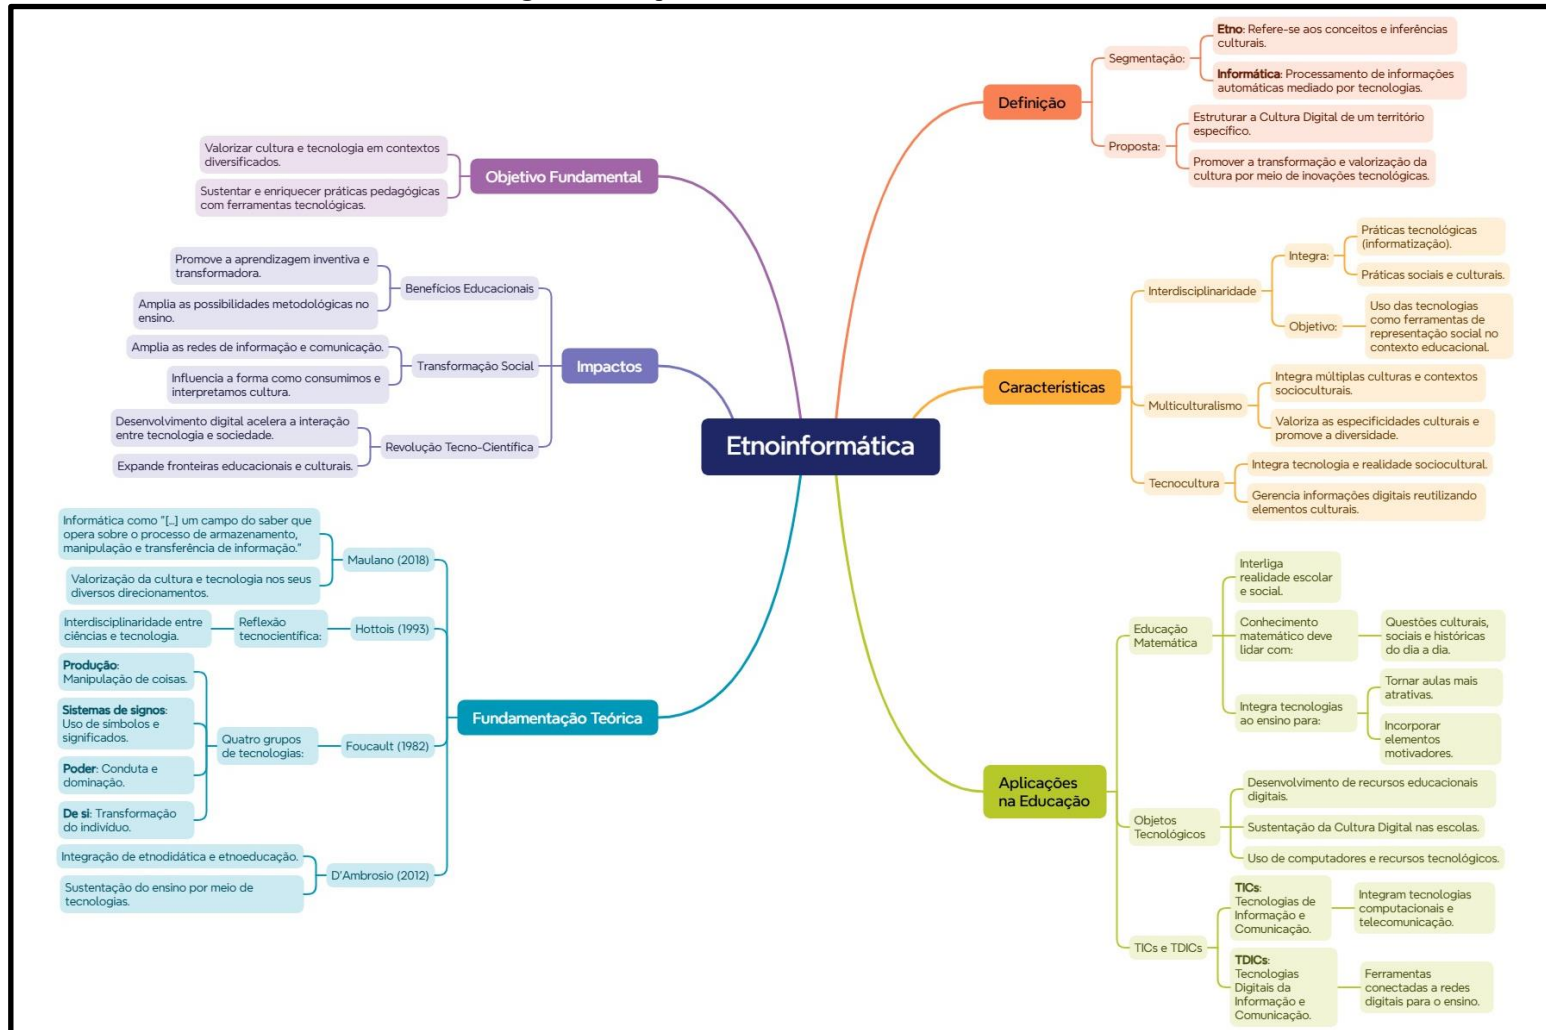 Etnoinformática
Definição
Segmentação:
Etno: Refere-se aos conceitos e inferências
culturais.
Informática: Processamento de informações
automáticas mediado por tecnologias.
Proposta:
Estruturar a Cultura Digital de um território
específico.
Promover a transformação e valorização da
cultura por meio de inovações tecnológicas.
Características
Interdisciplinaridade
Integra:
Práticas tecnológicas
(informatização).
Práticas sociais e culturais.
Objetivo:
Uso das tecnologias
como ferramentas de
representação social no
contexto educacional.
Multiculturalismo
Integra múltiplas culturas e contextos
socioculturais.
Valoriza as especificidades culturais e
promove a diversidade.
Tecnocultura
Integra tecnologia e realidade sociocultural.
Gerencia informações digitais reutilizando
elementos culturais.
Aplicações
na Educação
Educação
Matemática
Interliga
realidade escolar
e social.
Conhecimento
matemático deve
lidar com:
Questões culturais,
sociais e históricas
do dia a dia.
Integra tecnologias
ao ensino para:
Tornar aulas mais
atrativas.
Incorporar
elementos
motivadores.
Objetos
Tecnológicos
Desenvolvimento de recursos educacionais
digitais.
Sustentação da Cultura Digital nas escolas.
Uso de computadores e recursos tecnológicos.
TICs e TDICs
TICs:
Tecnologias de
Informação e
Comunicação.
Integram tecnologias
computacionais e
telecomunicação.
TDICs:
Tecnologias
Digitais da
Informação e
Comunicação.
Ferramentas
conectadas a redes
digitais para o ensino.
Objetivo Fundamental
Valorizar cultura e tecnologia em contextos
diversificados.
Sustentar e enriquecer práticas pedagógicas
com ferramentas tecnológicas.
Impactos
Benefícios Educacionais
Promove a aprendizagem inventiva e
transformadora.
Amplia as possibilidades metodológicas no
ensino.
Transformação Social
Amplia as redes de informação e comunicação.
Influencia a forma como consumimos e
interpretamos cultura.
Revolução Tecno-Científica
Desenvolvimento digital acelera a interação
entre tecnologia e sociedade.
Expande fronteiras educacionais e culturais.
Fundamentação Teórica
Maulano (2018)
Informática como "[...] um campo do saber que
opera sobre o processo de armazenamento,
manipulação e transferência de informação."
Valorização da cultura e tecnologia nos seus
diversos direcionamentos.
Hottois (1993)
Reflexão
tecnocientífica:
Interdisciplinaridade entre
ciências e tecnologia.
Foucault (1982)
Quatro grupos
de tecnologias:
Produção:
Manipulação de coisas.
Sistemas de signos:
Uso de símbolos e
significados.
Poder: Conduta e
dominação.
De si: Transformação
do indivíduo.
D'Ambrosio (2012)
Integração de etnodidática e etnoeducação.
Sustentação do ensino por meio de
tecnologias.